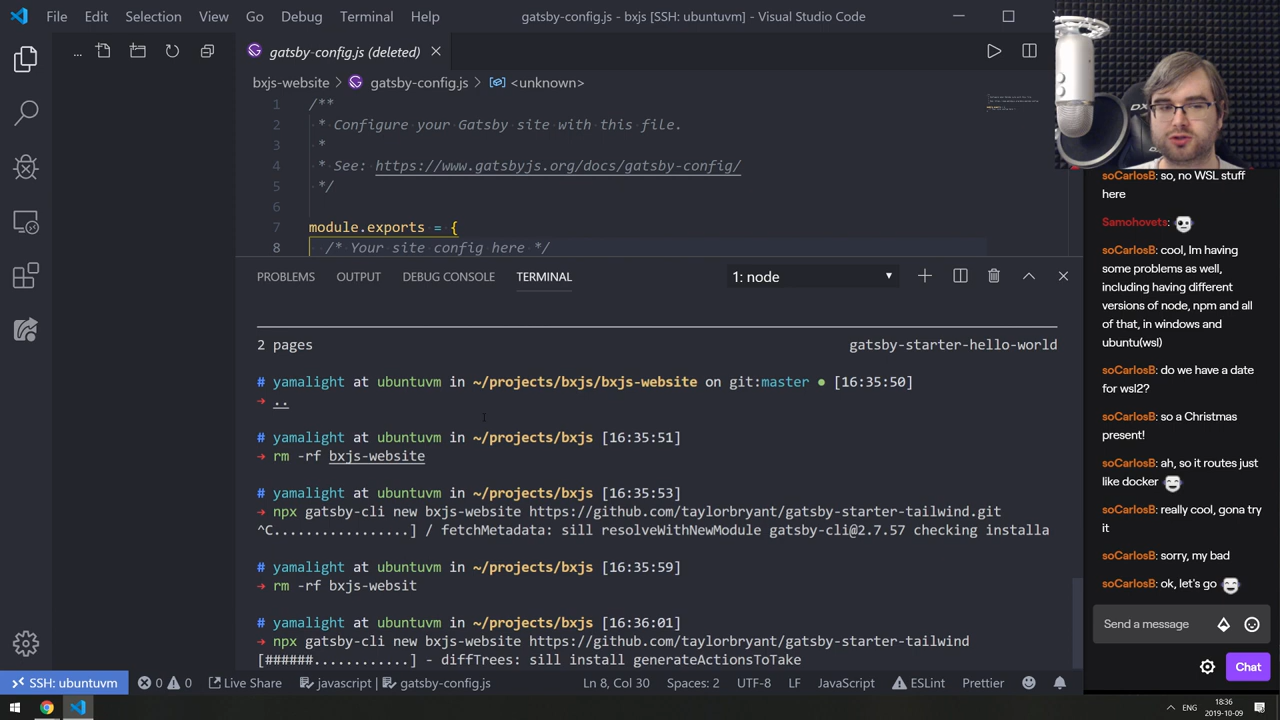 File Edit Selection View Go Debug Terminal Help
gatsby-config.js - bxjs [SSH: ubuntuvm] - Visual Studio Code
...
gatsby-config.js (deleted)
bxjs-website > gatsby-config.js > <unknown>
1 /**
2 * Configure your Gatsby site with this file.
3 *
4 * See: https://www.gatsbyjs.org/docs/gatsby-config/
5 */
6
7 module.exports = {
8 /* Your site config here */
PROBLEMS OUTPUT DEBUG CONSOLE TERMINAL
1: node
2 pages gatsby-starter-hello-world
# yamalight at ubuntuvm in ~/projects/bxjs/bxjs-website on git:master ● [16:35:50]
→ ..
# yamalight at ubuntuvm in ~/projects/bxjs [16:35:51]
→ rm -rf bxjs-website
# yamalight at ubuntuvm in ~/projects/bxjs [16:35:53]
→ npx gatsby-cli new bxjs-website https://github.com/taylorbryant/gatsby-starter-tailwind.git
^C................] / fetchMetadata: sill resolveWithNewModule gatsby-cli@2.7.57 checking installa
# yamalight at ubuntuvm in ~/projects/bxjs [16:35:59]
→ rm -rf bxjs-websit
# yamalight at ubuntuvm in ~/projects/bxjs [16:36:01]
→ npx gatsby-cli new bxjs-website https://github.com/taylorbryant/gatsby-starter-tailwind
[######............] - diffTrees: sill install generateActionsToTake
SSH: ubuntuvm 0 0 Live Share javascript | gatsby-config.js Ln 8, Col 30 Spaces: 2 UTF-8 LF JavaScript ESLint Prettier
soCarlosB: so, no WSL stuff
here
Samohovets:
soCarlosB: cool, Im having
some problems as well,
including having different
versions of node, npm and all
of that, in windows and
ubuntu(wsl)
soCarlosB: do we have a date
for wsl2?
soCarlosB: so a Christmas
present!
soCarlosB: ah, so it routes just
like docker
soCarlosB: really cool, gona try
it
soCarlosB: sorry, my bad
soCarlosB: ok, let's go
Send a message
Chat
ENG
18:36
2019-10-09